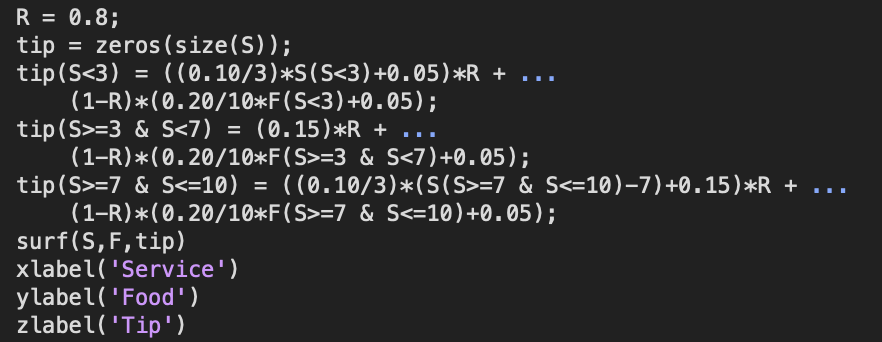 R = 0.8;
tip = zeros(size(S));
tip(S<3) = ((0.10/3)*S(S<3)+0.05)*R + ...
    (1-R)*(0.20/10*F(S<3)+0.05);
tip(S>=3 & S<7) = (0.15)*R + ...
    (1-R)*(0.20/10*F(S>=3 & S<7)+0.05);
tip(S>=7 & S<=10) = ((0.10/3)*(S(S>=7 & S<=10)-7)+0.15)*R + ...
    (1-R)*(0.20/10*F(S>=7 & S<=10)+0.05);
surf(S,F,tip)
xlabel('Service')
ylabel('Food')
zlabel('Tip')